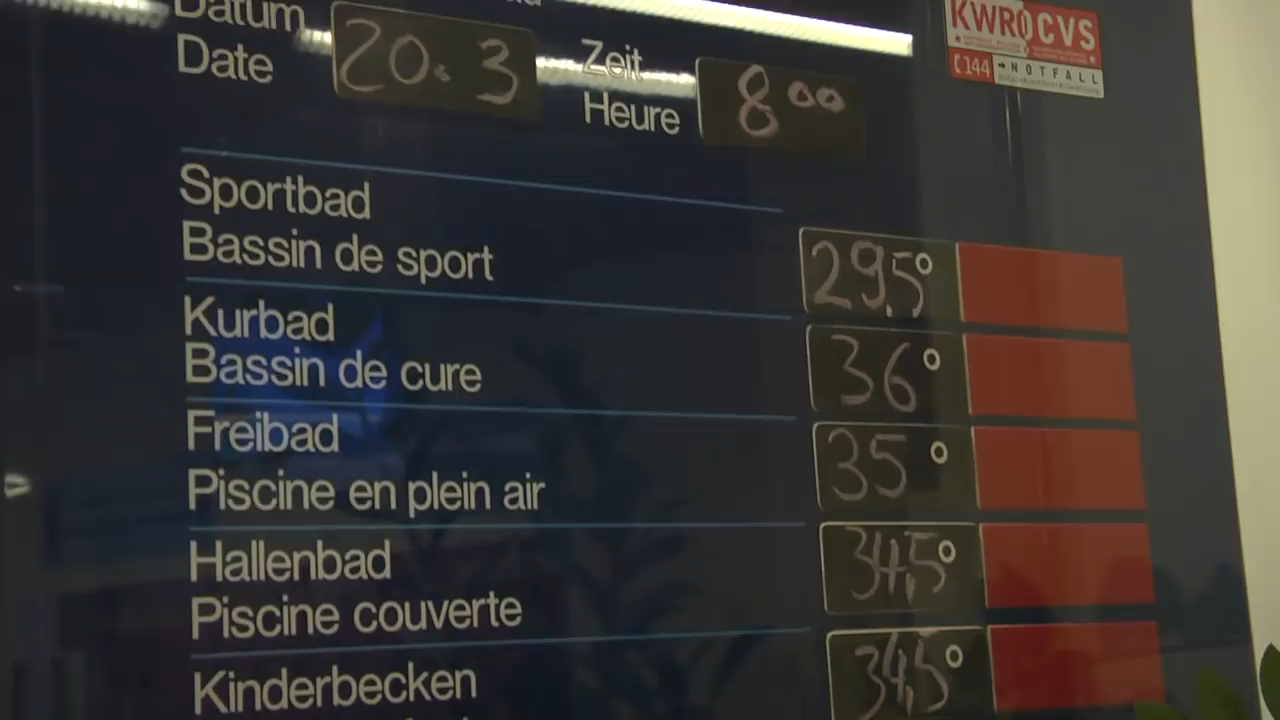 Datum
Date
20.3
Zeit
Heure
8⁰⁰
KWRO CVS
144
NOTFALL
Sportbad
Bassin de sport
29.5°
Kurbad
Bassin de cure
36°
Freibad
Piscine en plein air
35°
Hallenbad
Piscine couverte
34,5°
Kinderbecken
34,5°